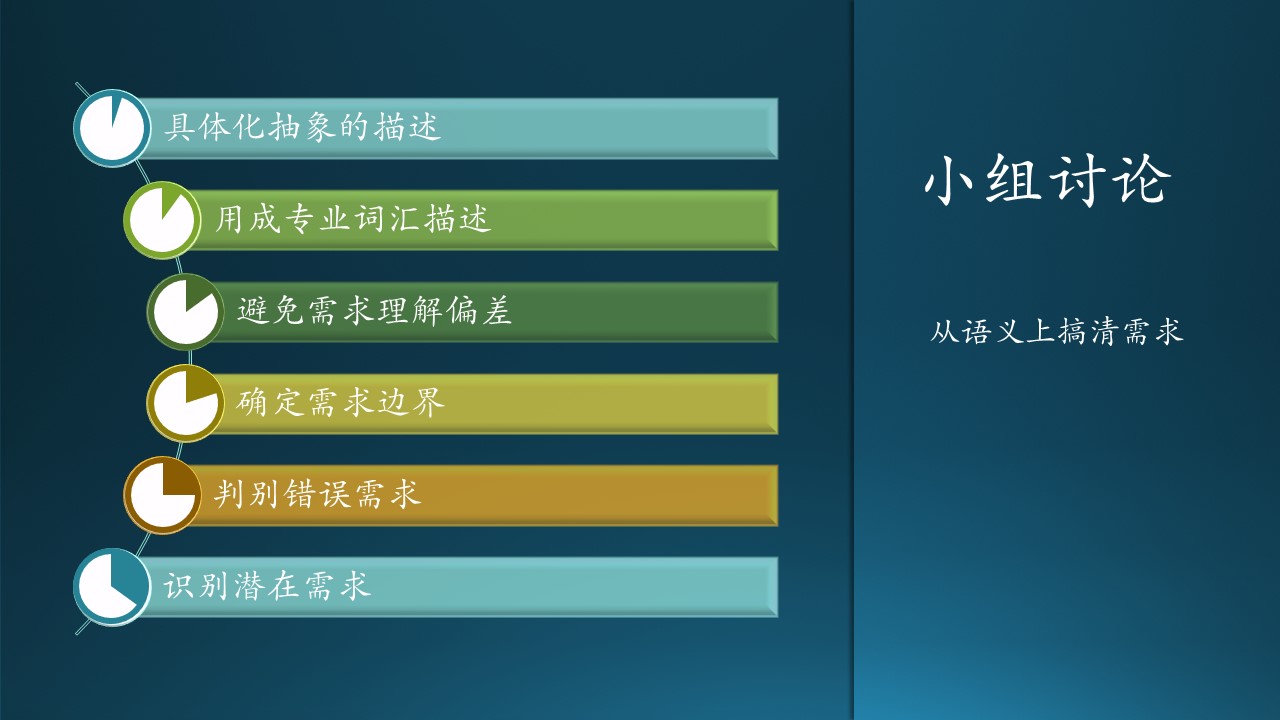 具体化抽象的描述
用成专业词汇描述
避免需求理解偏差
确定需求边界
判别错误需求
识别潜在需求
小组讨论
从语义上搞清需求